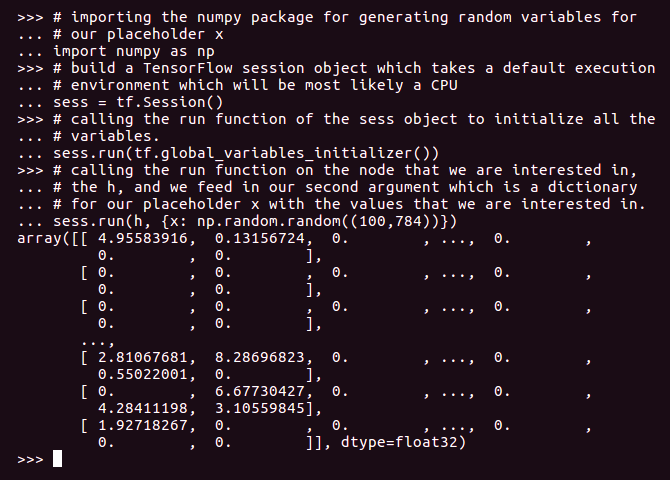 >>> # importing the numpy package for generating random variables for
... # our placeholder x
... import numpy as np
>>> # build a TensorFlow session object which takes a default execution
... # environment which will be most likely a CPU
... sess = tf.Session()
>>> # calling the run function of the sess object to initialize all the
... # variables.
... sess.run(tf.global_variables_initializer())
>>> # calling the run function on the node that we are interested in,
... # the h, and we feed in our second argument which is a dictionary
... # for our placeholder x with the values that we are interested in.
... sess.run(h, {x: np.random.random((100,784))})
array([[ 4.95583916,  0.13156724,  0.        , ...,  0.        ,
         0.        ,  0.        ],
       [ 0.        ,  0.        ,  0.        , ...,  0.        ,
         0.        ,  0.        ],
       [ 0.        ,  0.        ,  0.        , ...,  0.        ,
         0.        ,  0.        ],
       ...,
       [ 2.81067681,  8.28696823,  0.        , ...,  0.        ,
         0.55022001,  0.        ],
       [ 0.        ,  6.67730427,  0.        , ...,  0.        ,
         4.28411198,  3.10559845],
       [ 1.92718267,  0.        ,  0.        , ...,  0.        ,
         0.        ,  0.        ]], dtype=float32)
>>>